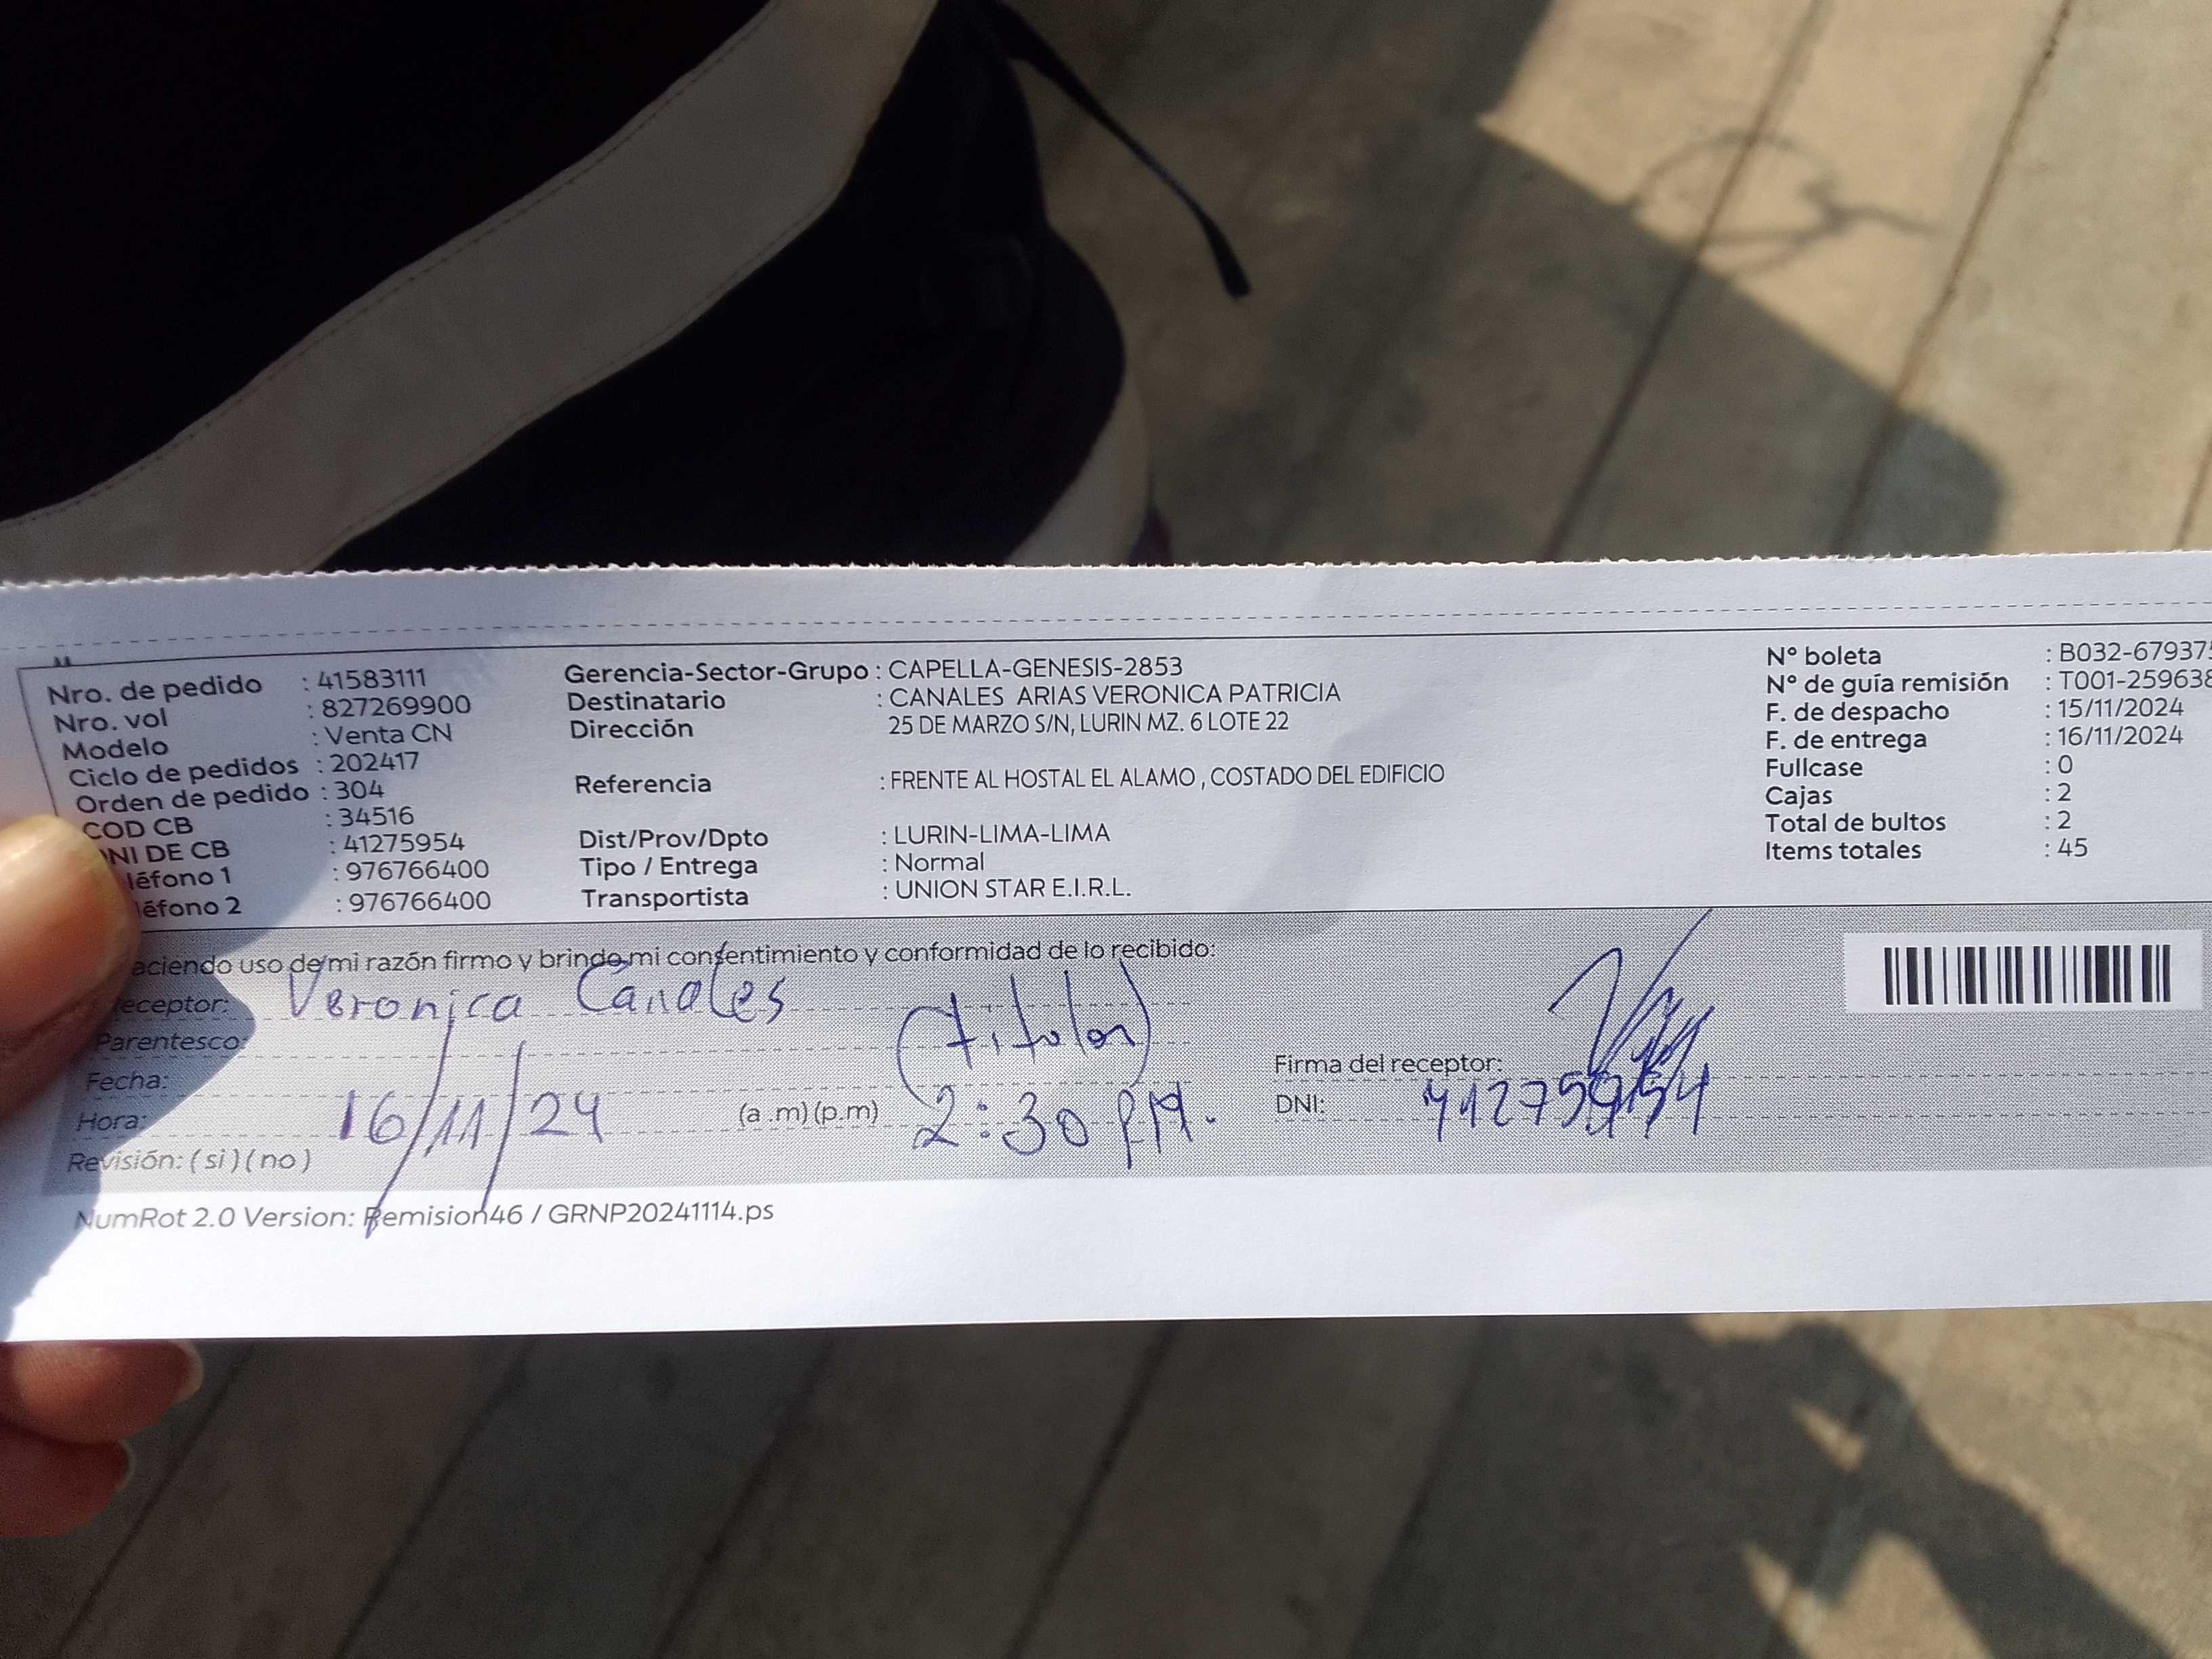 Nro. de pedido : 41583111
Nro. vol : 827269900
Modelo : Venta CN
Ciclo de pedidos : 202417
Orden de pedido : 304
COD CB : 34516
NI DE CB : 41275954
léfono 1 : 976766400
léfono 2 : 976766400
Gerencia-Sector-Grupo : CAPELLA-GENESIS-2853
Destinatario : CANALES ARIAS VERONICA PATRICIA
Dirección 25 DE MARZO S/N, LURIN MZ. 6 LOTE 22
Referencia : FRENTE AL HOSTAL EL ALAMO , COSTADO DEL EDIFICIO
Dist/Prov/Dpto : LURIN-LIMA-LIMA
Tipo / Entrega : Normal
Transportista : UNION STAR E.I.R.L.
N° boleta : B032-67937
N° de guía remisión : T001-259638
F. de despacho : 15/11/2024
F. de entrega : 16/11/2024
Fullcase : 0
Cajas : 2
Total de bultos : 2
Items totales : 45
aciendo uso de mi razón firmo y brindo mi consentimiento y conformidad de lo recibido:
eceptor: Veronica Canales
Parentesco: (titular)
Fecha:
Hora: 16/11/24 (a .m) (p.m) 2:30 P.M.
Revisión: ( si ) ( no )
Firma del receptor:
DNI: 41275954
NumRot 2.0 Version: Remision46 / GRNP20241114.ps